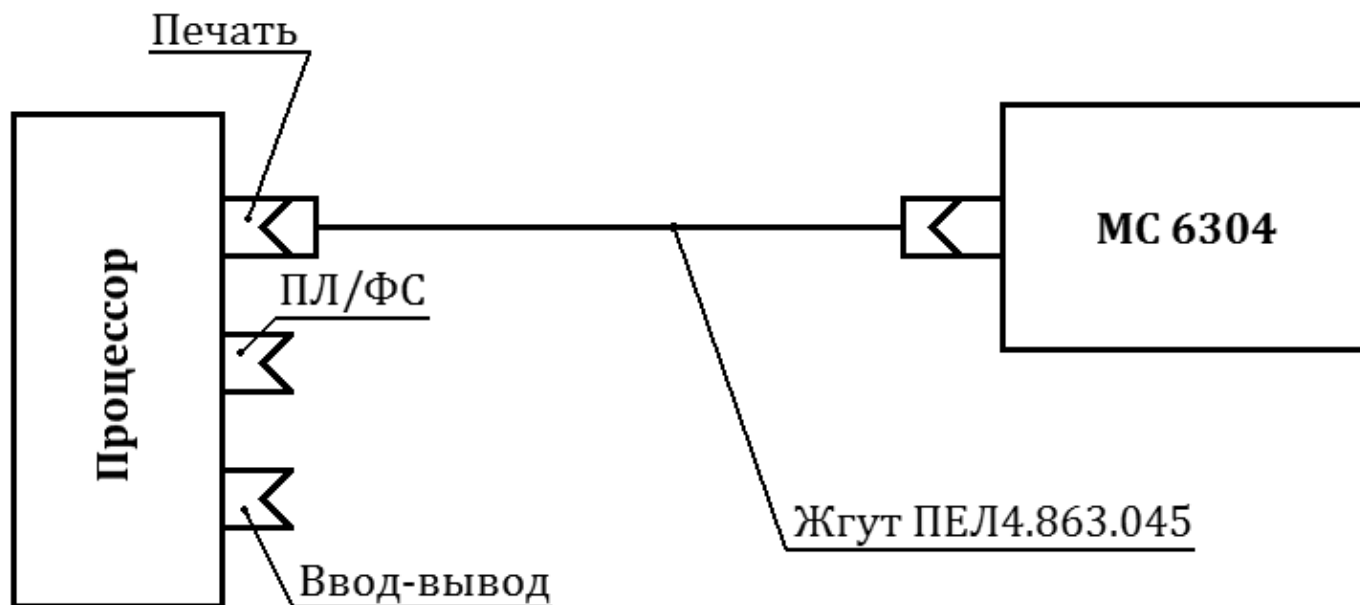 Печать
Процессор
МС 6304
ПЛ/ФС
Жгут ПЕЛ4.863.045
Ввод-вывод